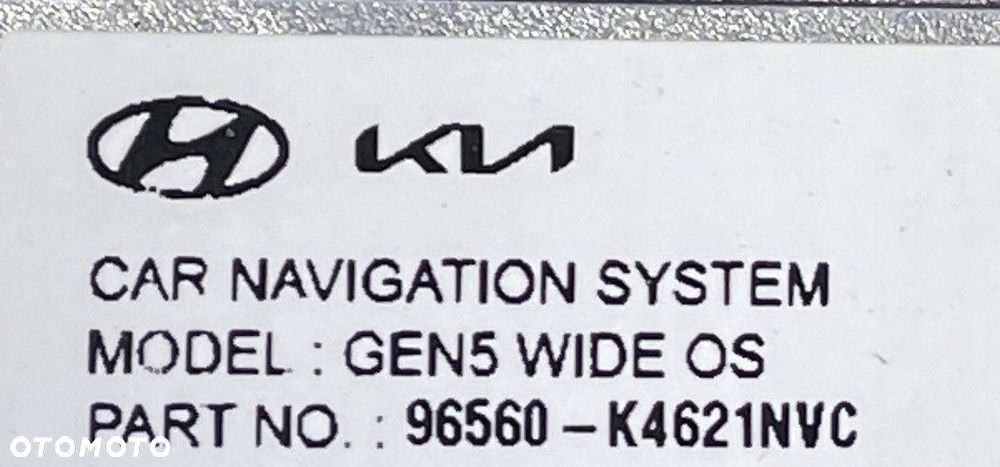 KIA
CAR NAVIGATION SYSTEM
MODEL : GEN5 WIDE OS
PART NO. : 96560-K4621NVC
OTOMOTO